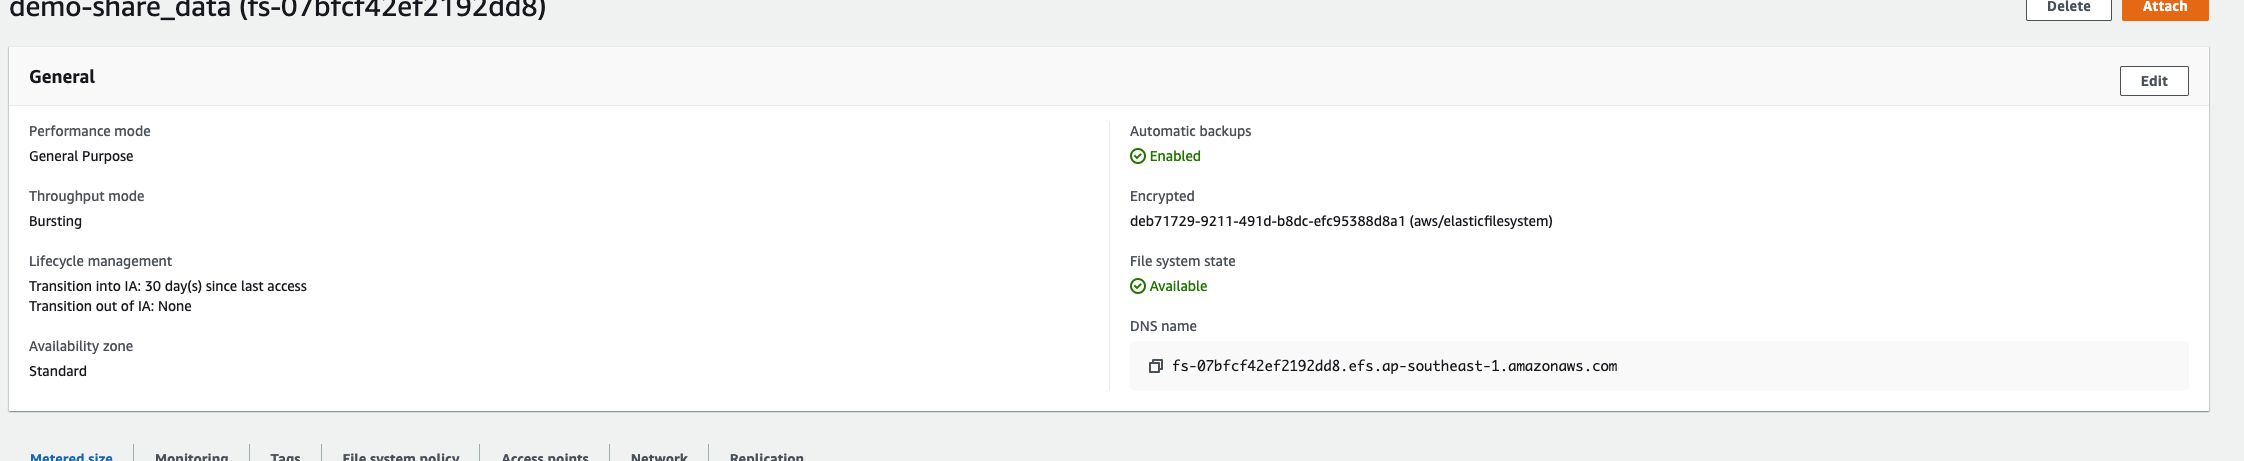 demo-share_data (fs-07bfcf42ef2192dd8)
Delete
Attach
General
Edit
Performance mode
General Purpose
Throughput mode
Bursting
Lifecycle management
Transition into IA: 30 day(s) since last access
Transition out of IA: None
Availability zone
Standard
Automatic backups
Enabled
Encrypted
deb71729-9211-491d-b8dc-efc95388d8a1 (aws/elasticfilesystem)
File system state
Available
DNS name
fs-07bfcf42ef2192dd8.efs.ap-southeast-1.amazonaws.com
Metered size
Monitoring
Tags
File system policy
Access points
Network
Replication